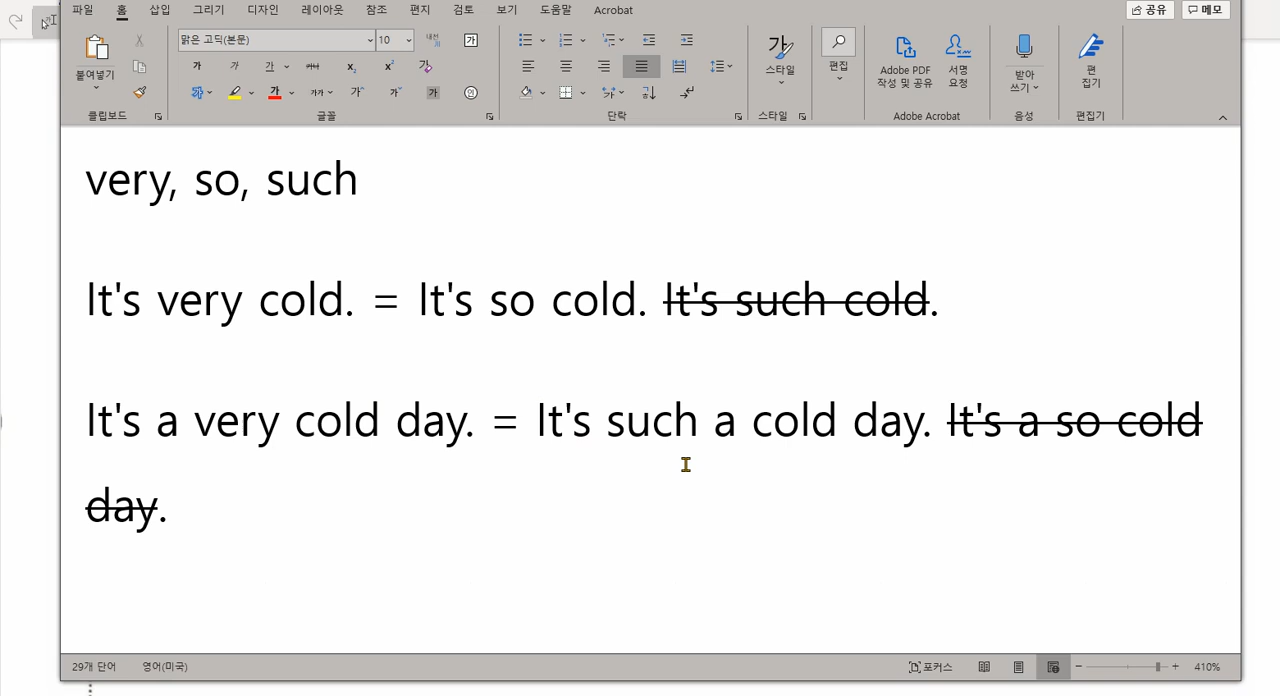 파일 홈 삽입 그리기 디자인 레이아웃 참조 편지 검토 보기 도움말 Acrobat 공유 메모
맑은 고딕(본문) 10
붙여넣기 스타일 편집 Adobe PDF 작성 및 공유 서명 요청 받아쓰기 편집기
클립보드 글꼴 단락 스타일 Adobe Acrobat 음성 편집기
very, so, such
It's very cold. = It's so cold. It's such cold.
It's a very cold day. = It's such a cold day. It's a so cold
day.
29개 단어 영어(미국) 포커스 410%